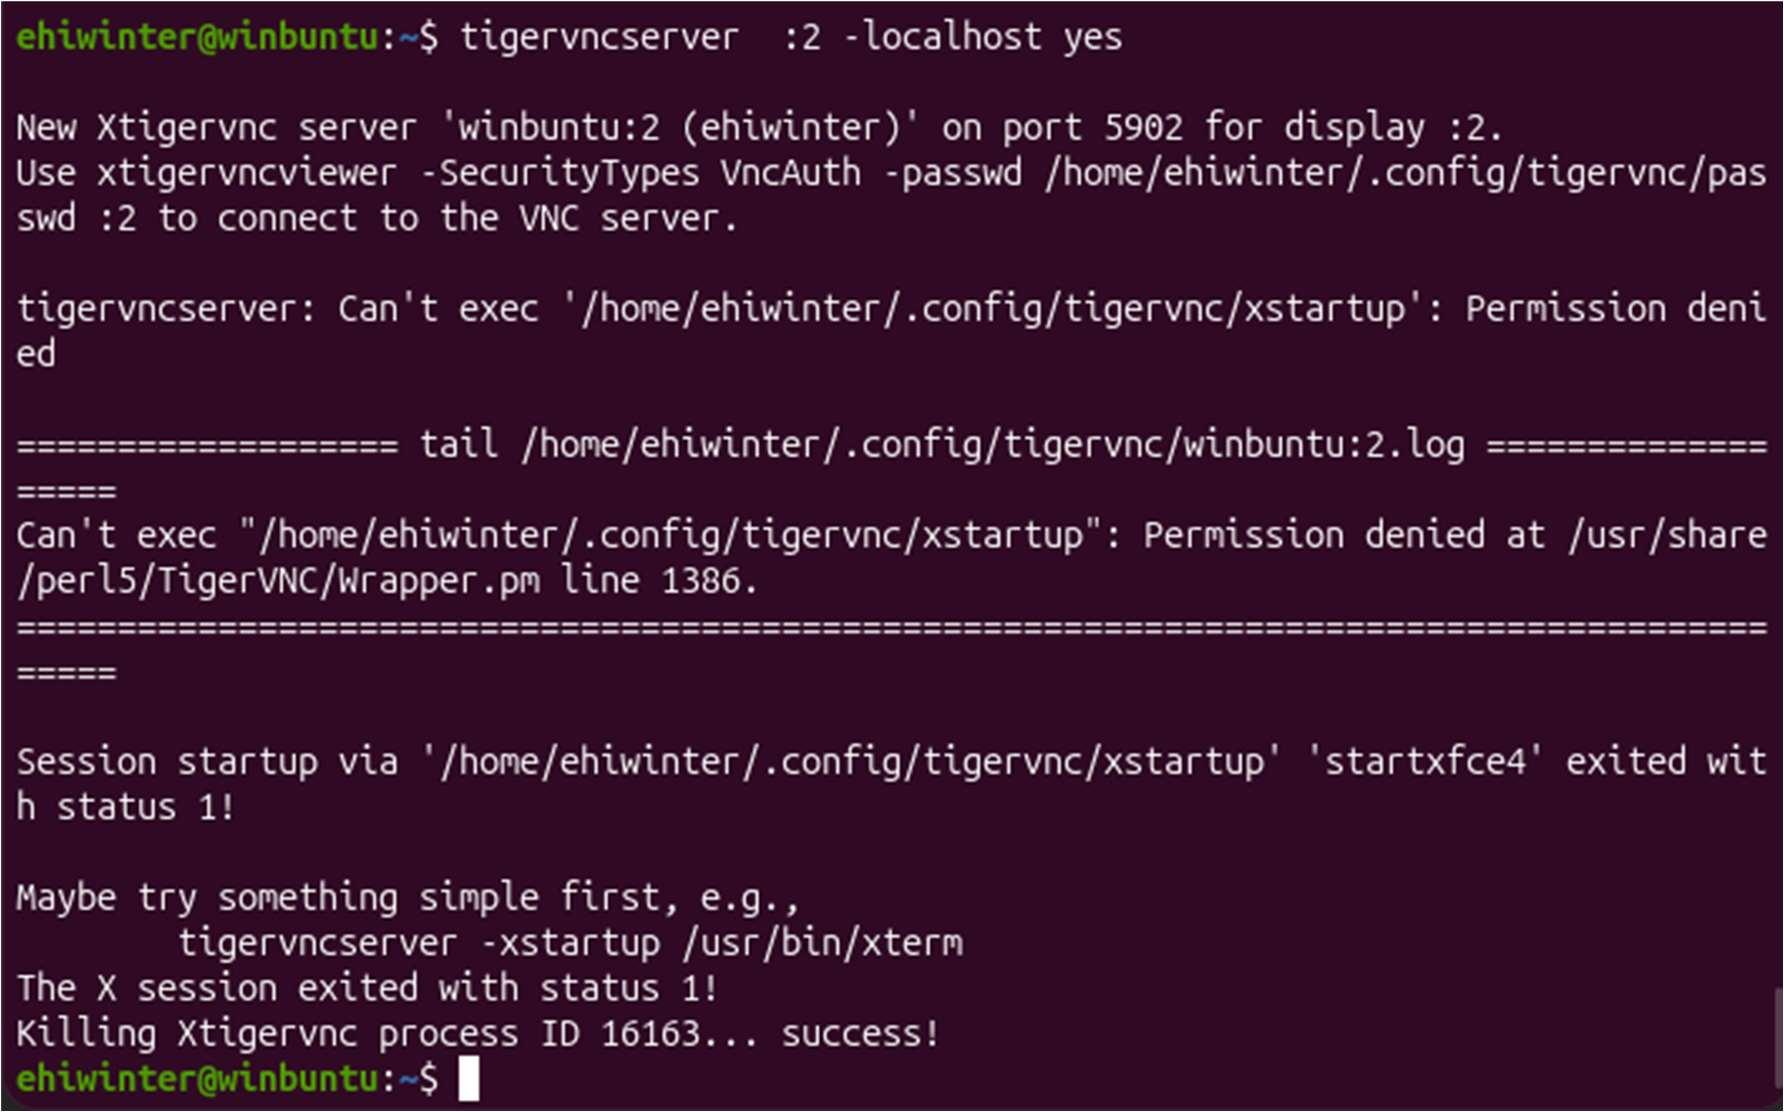 ehiwinter@winbuntu:~$ tigervncserver  :2 -localhost yes

New Xtigervnc server 'winbuntu:2 (ehiwinter)' on port 5902 for display :2.
Use xtigervncviewer -SecurityTypes VncAuth -passwd /home/ehiwinter/.config/tigervnc/pas
swd :2 to connect to the VNC server.

tigervncserver: Can't exec '/home/ehiwinter/.config/tigervnc/xstartup': Permission deni
ed

=================== tail /home/ehiwinter/.config/tigervnc/winbuntu:2.log ==============
=====
Can't exec "/home/ehiwinter/.config/tigervnc/xstartup": Permission denied at /usr/share
/perl5/TigerVNC/Wrapper.pm line 1386.
=======================================================================================
=====

Session startup via '/home/ehiwinter/.config/tigervnc/xstartup' 'startxfce4' exited wit
h status 1!

Maybe try something simple first, e.g.,
        tigervncserver -xstartup /usr/bin/xterm
The X session exited with status 1!
Killing Xtigervnc process ID 16163... success!
ehiwinter@winbuntu:~$